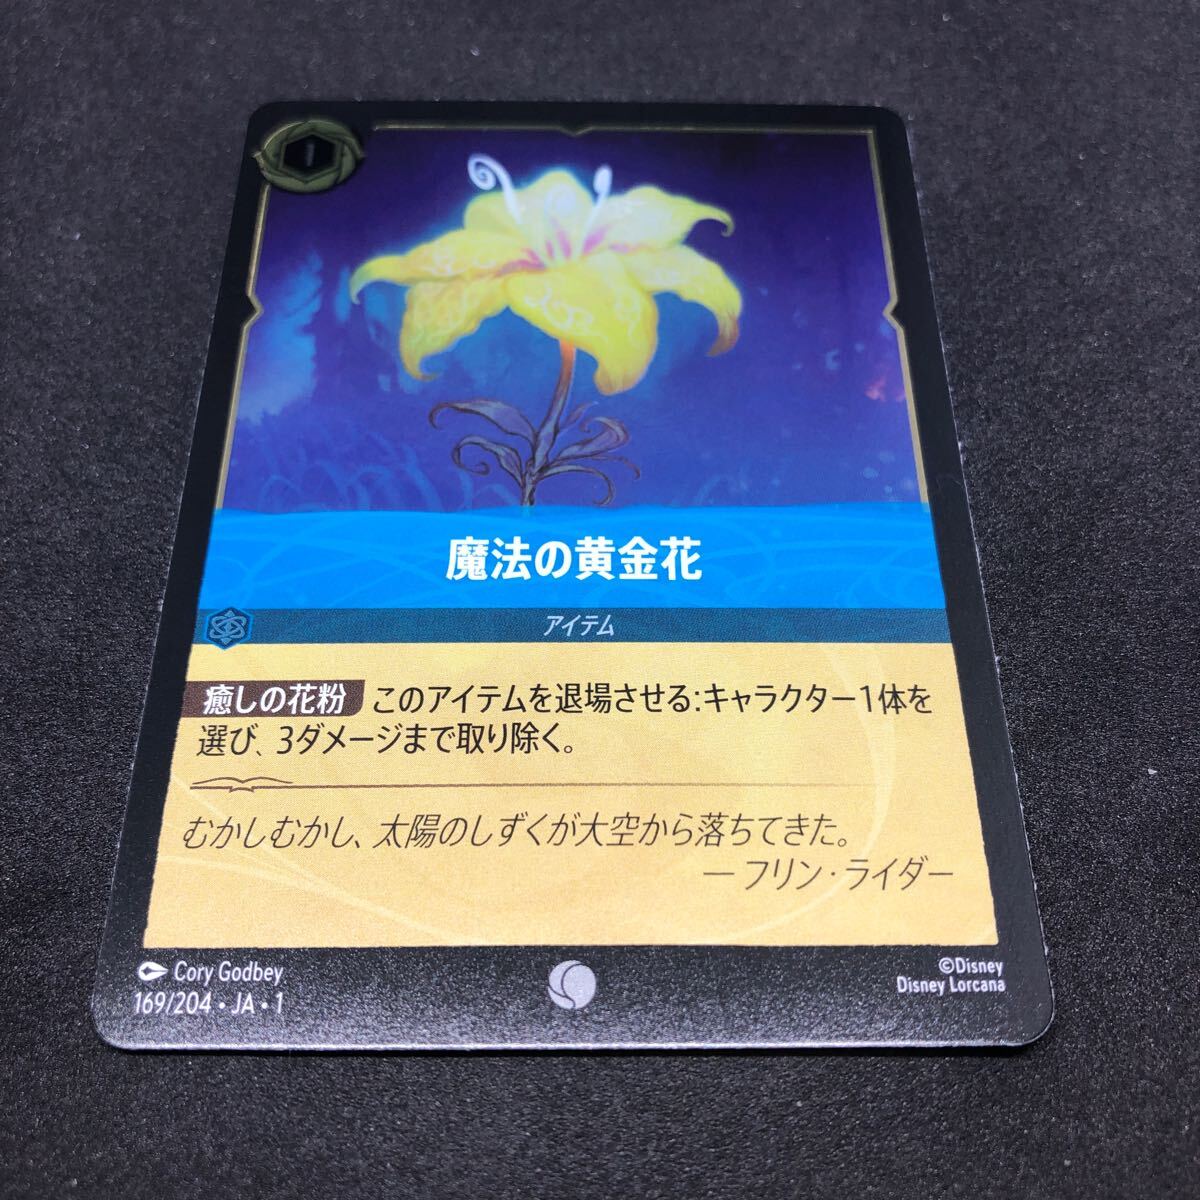 1
魔法の黄金花
アイテム
癒しの花粉 このアイテムを退場させる:キャラクター1体を
選び、3ダメージまで取り除く。
むかしむかし、太陽のしずくが大空から落ちてきた。
— フリン・ライダー
Cory Godbey
169/204・JA・1
©Disney
Disney Lorcana